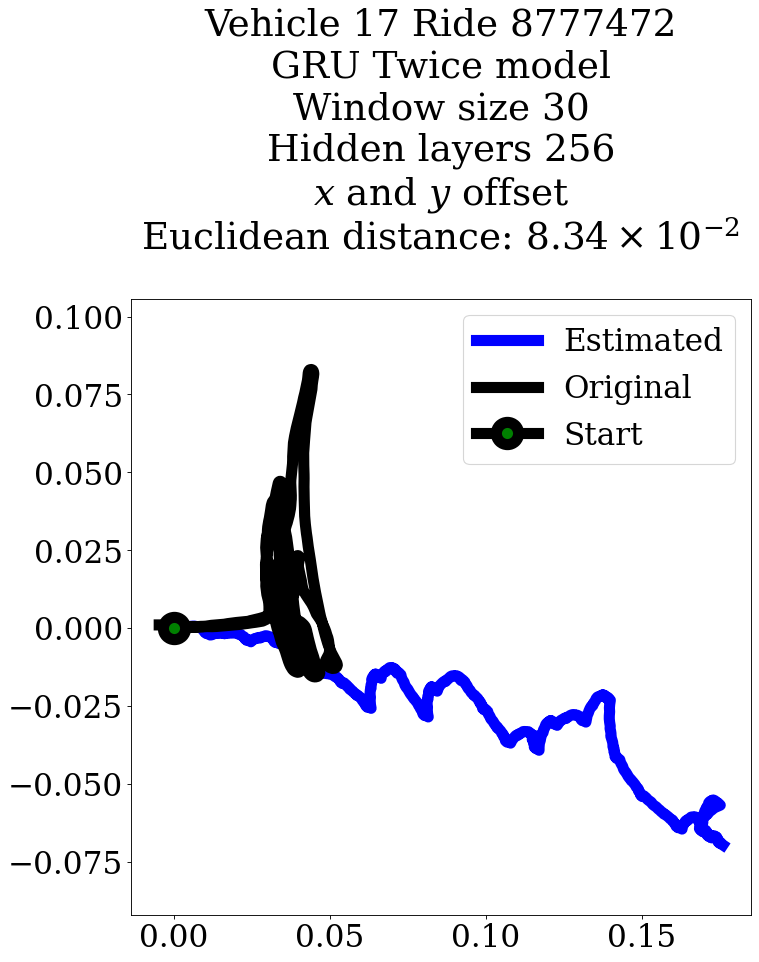 Vehicle 17 Ride 8777472
GRU Twice model
Window size 30
Hidden layers 256
x and y offset
Euclidean distance: 8.34 × 10⁻²
Estimated
Original
Start
0.100
0.075
0.050
0.025
0.000
−0.025
−0.050
−0.075
0.00 0.05 0.10 0.15